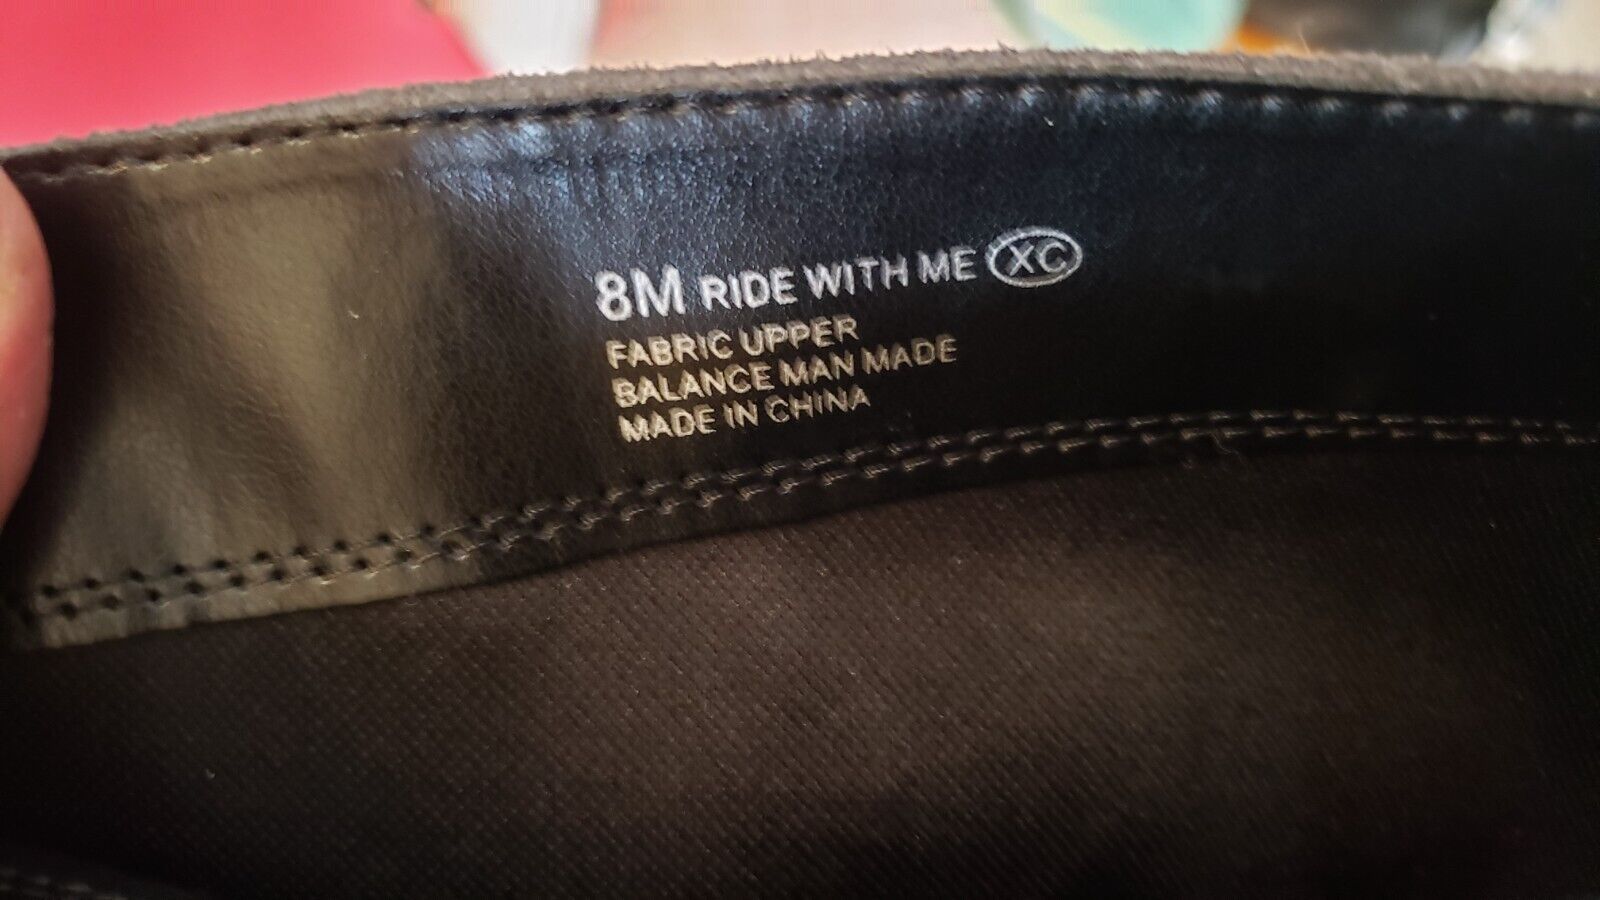 8M RIDE WITH ME XC
FABRIC UPPER
BALANCE MAN MADE
MADE IN CHINA